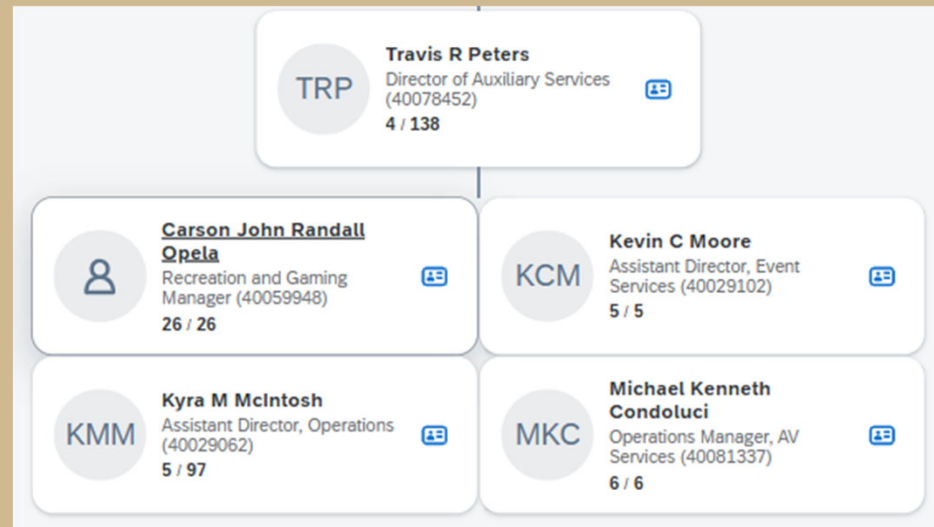 TRP
Travis R Peters
Director of Auxiliary Services
(40078452)
4 / 138
Carson John Randall
Opela
Recreation and Gaming
Manager (40059948)
26 / 26
KCM
Kevin C Moore
Assistant Director, Event
Services (40029102)
5 / 5
KMM
Kyra M McIntosh
Assistant Director, Operations
(40029062)
5 / 97
MKC
Michael Kenneth
Condoluci
Operations Manager, AV
Services (40081337)
6 / 6